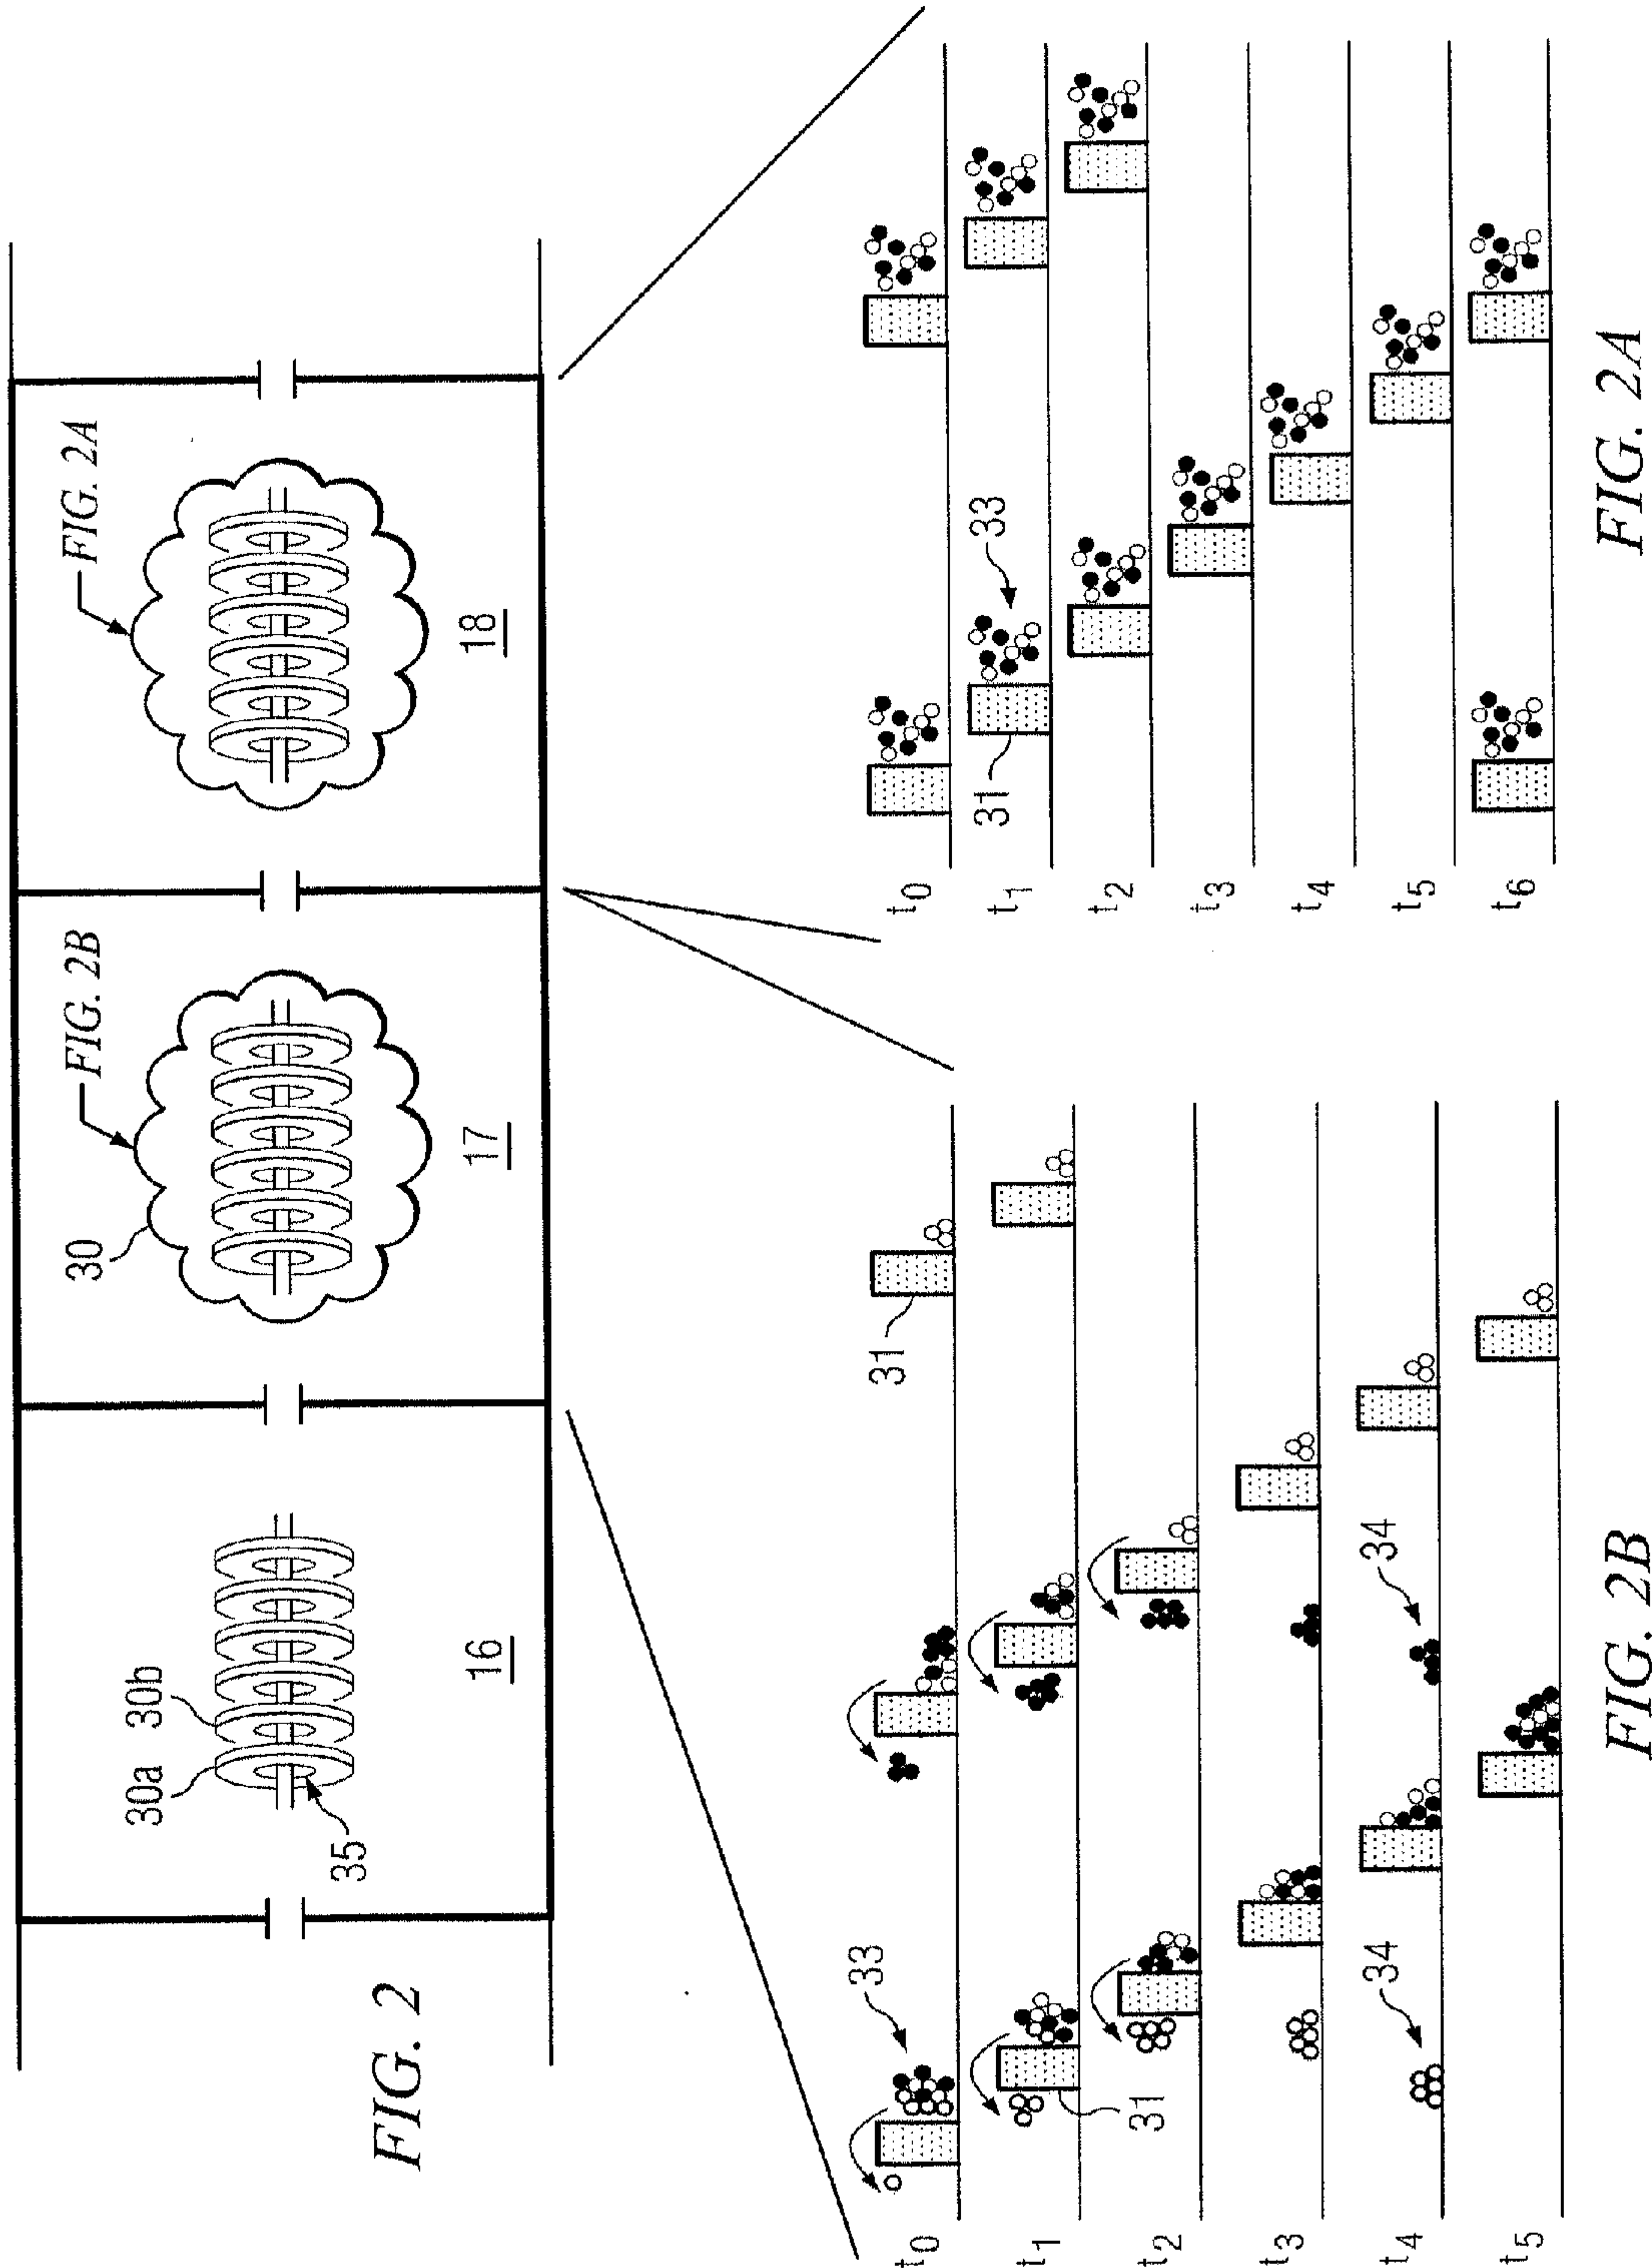 30a 30b
35
16
30
FIG. 2B
17
FIG. 2A
18
FIG. 2
33
31
t0
t1
31
t2
t3
34
34
t4
t5
FIG. 2B
t0
33
31
t1
t2
t3
t4
t5
t6
FIG. 2A